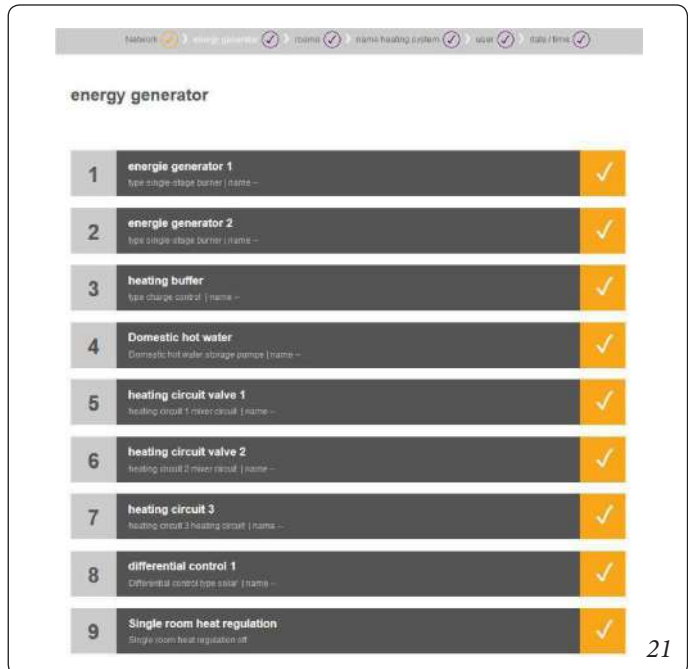 Network energy generator rooms name heating system user date / time
energy generator
1
energie generator 1
type single-stage burner | name --
2
energie generator 2
type single-stage burner | name --
3
heating buffer
type charge control | name --
4
Domestic hot water
Domestic hot water storage pumps | name --
5
heating circuit valve 1
heating circuit 1 mixer circuit | name --
6
heating circuit valve 2
heating circuit 2 mixer circuit | name --
7
heating circuit 3
heating circuit 3 heating circuit | name --
8
differential control 1
Differential control type solar | name --
9
Single room heat regulation
Single room heat regulation off
21